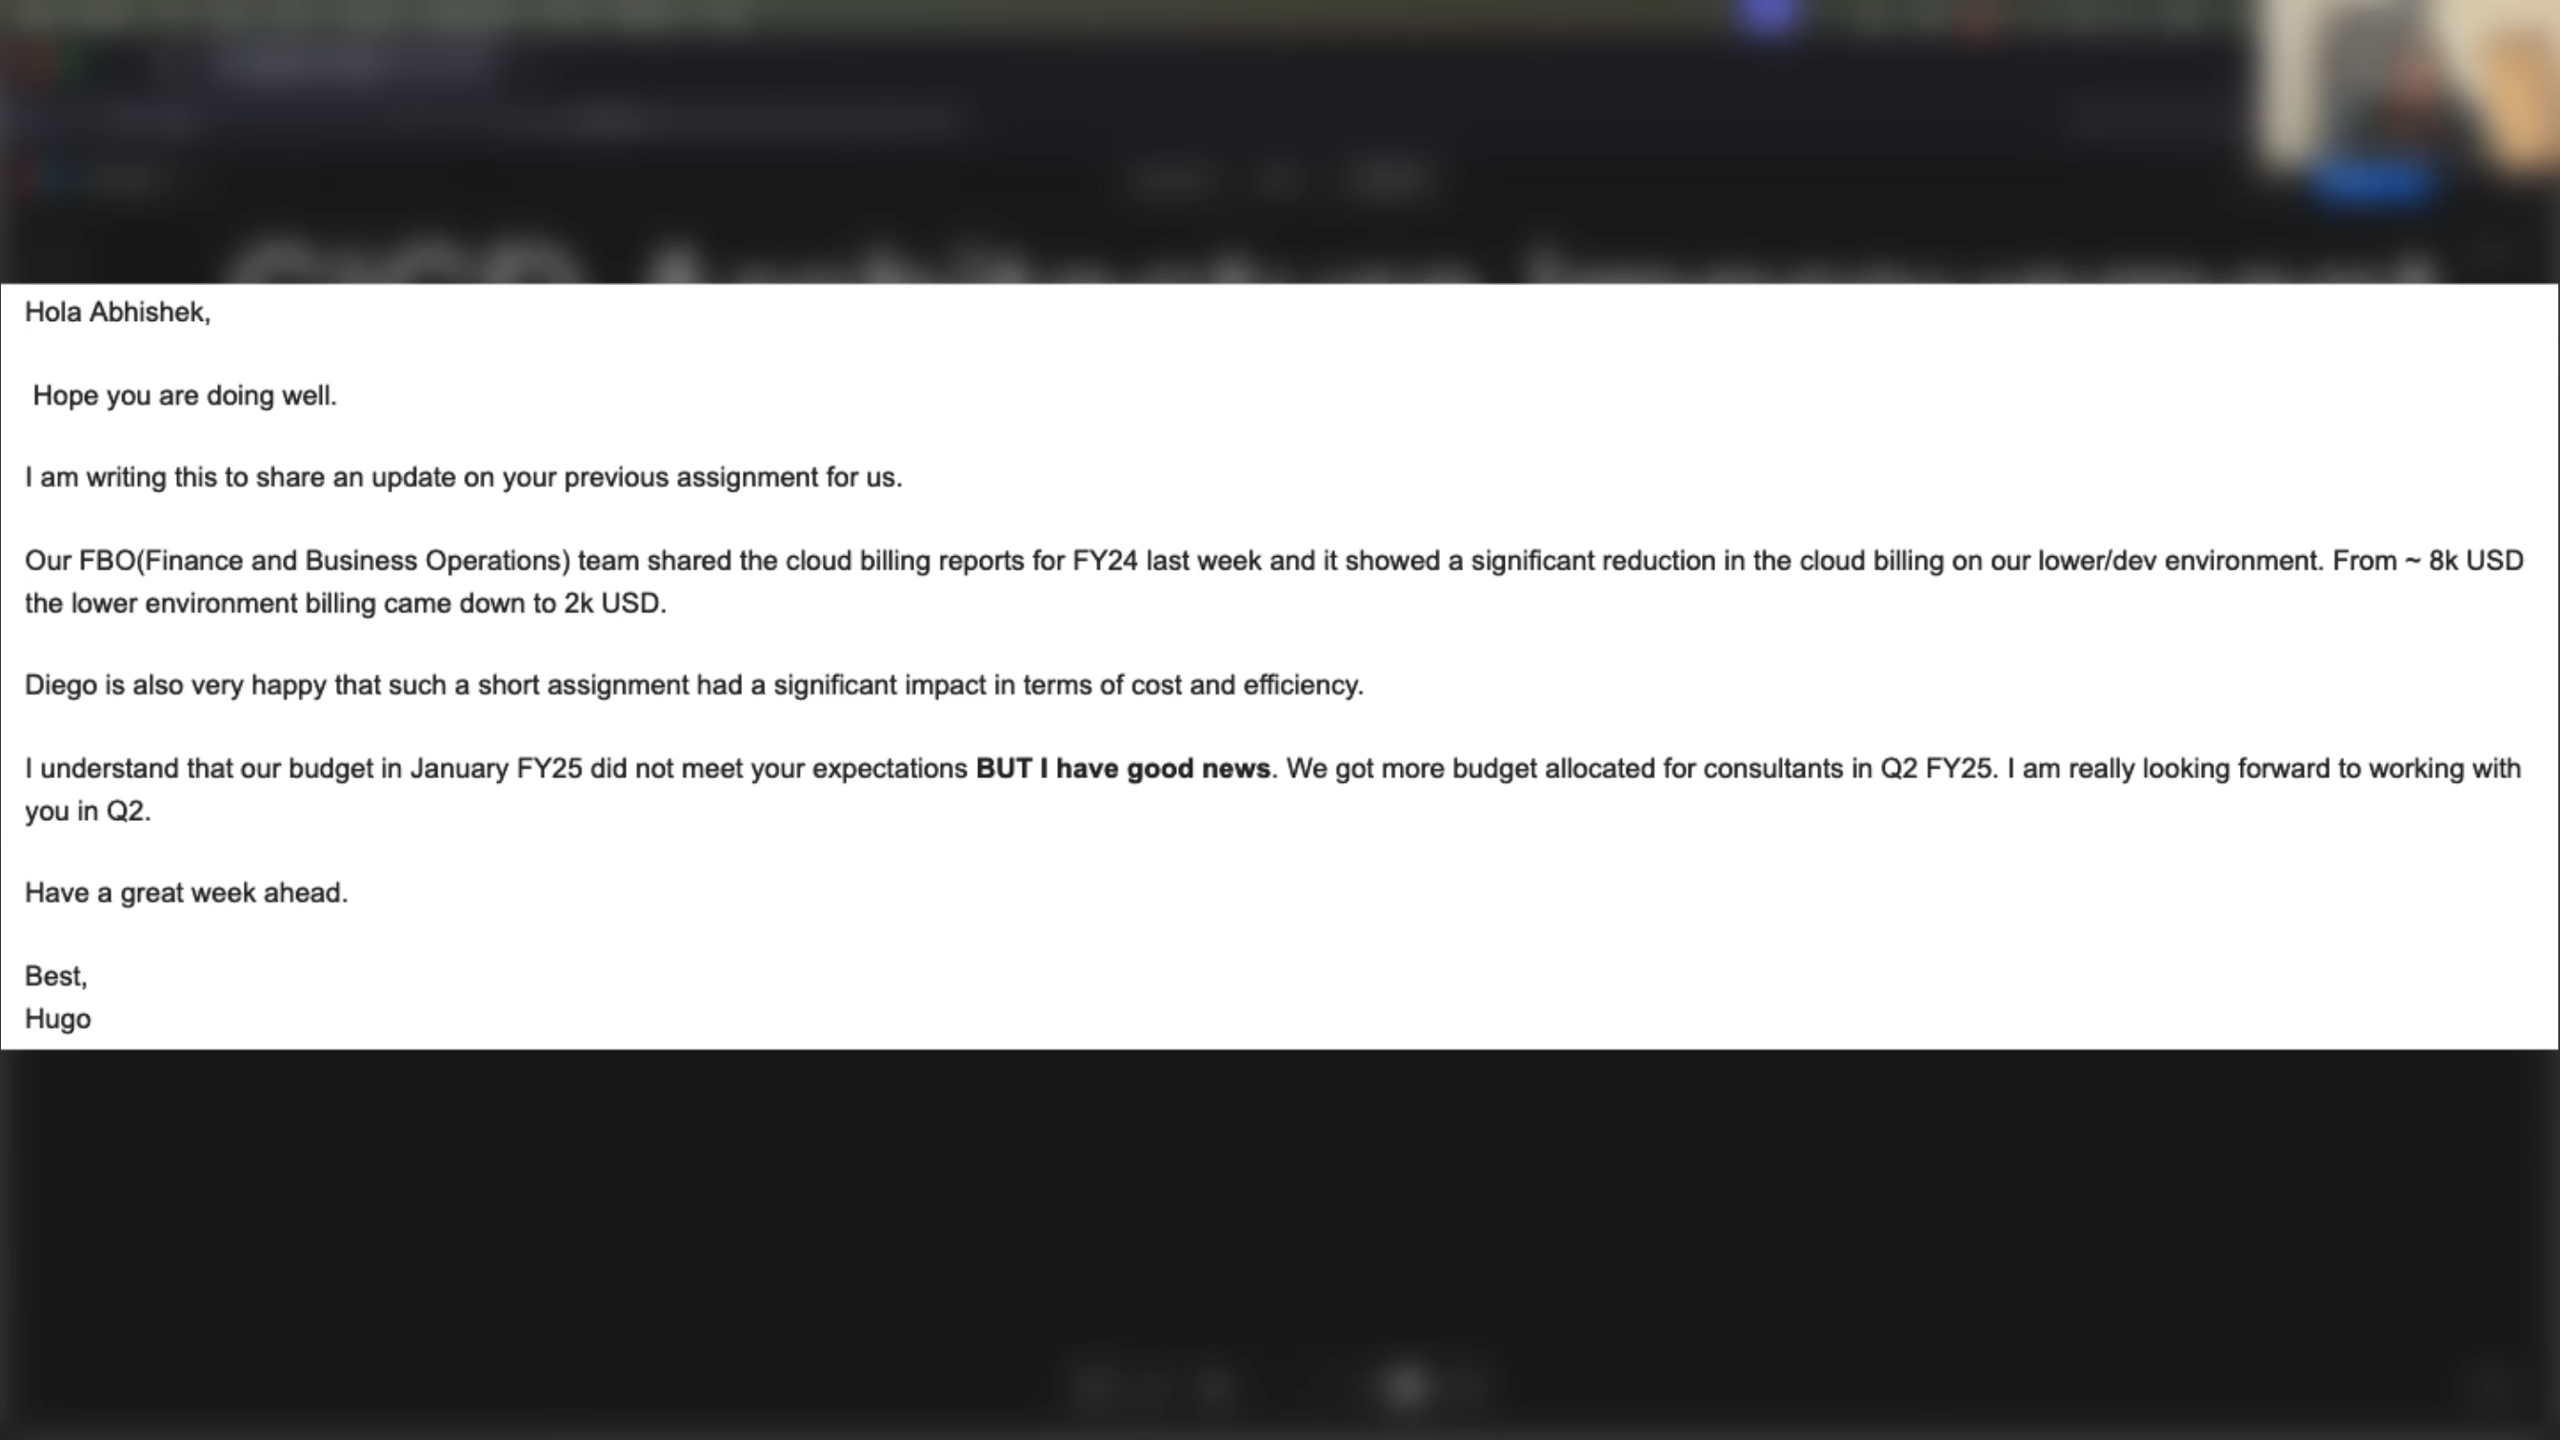 Hola Abhishek,
Hope you are doing well.
I am writing this to share an update on your previous assignment for us.
Our FBO(Finance and Business Operations) team shared the cloud billing reports for FY24 last week and it showed a significant reduction in the cloud billing on our lower/dev environment. From ~ 8k USD
the lower environment billing came down to 2k USD.
Diego is also very happy that such a short assignment had a significant impact in terms of cost and efficiency.
I understand that our budget in January FY25 did not meet your expectations BUT I have good news. We got more budget allocated for consultants in Q2 FY25. I am really looking forward to working with
you in Q2.
Have a great week ahead.
Best,
Hugo